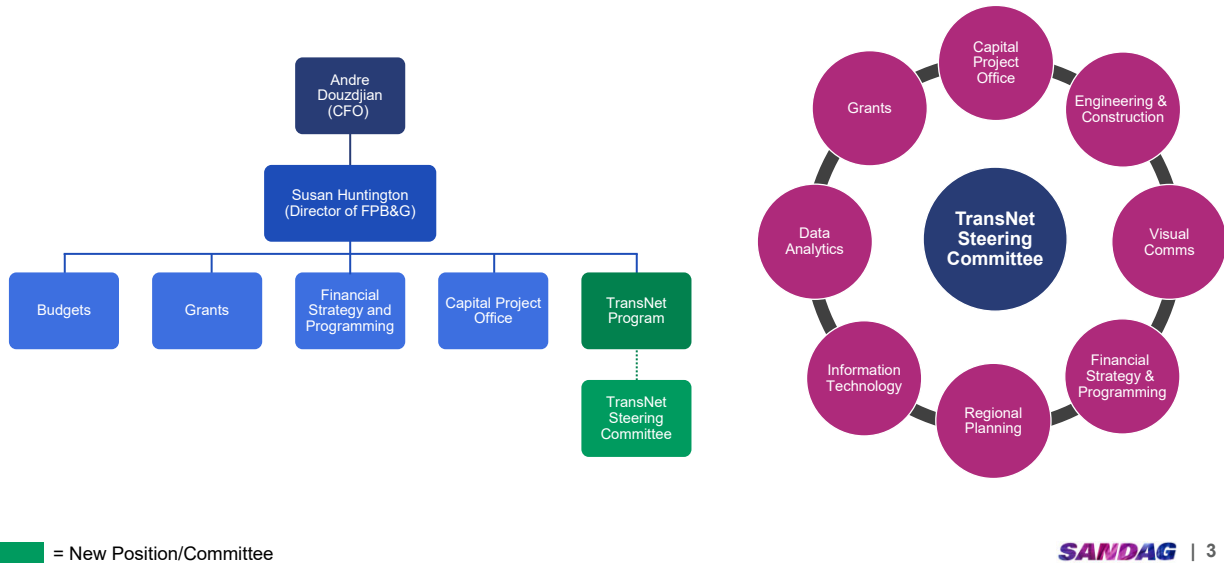 Andre
Douzdjian
(CFO)
Susan Huntington
(Director of FPB&G)
Budgets
Grants
Financial
Strategy and
Programming
Capital Project
Office
TransNet
Program
TransNet
Steering
Committee
Capital
Project
Office
Engineering &
Construction
Visual
Comms
Financial
Strategy &
Programming
Regional
Planning
Information
Technology
Data
Analytics
Grants
TransNet
Steering
Committee
= New Position/Committee
SANDAG | 3